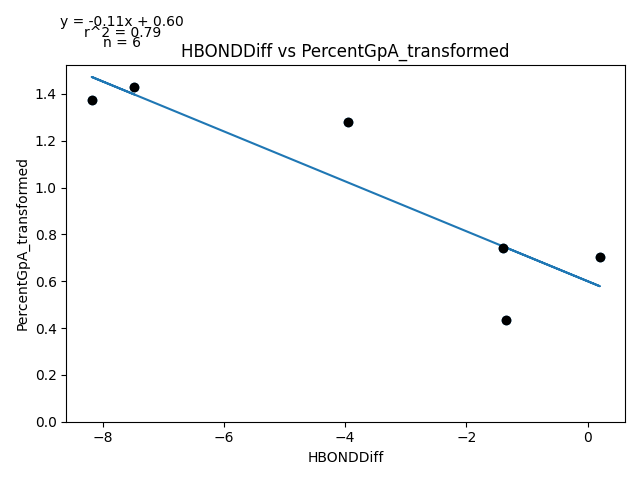 y = -0.11x + 0.60
r^2 = 0.79
n = 6
HBONDDiff vs PercentGpA_transformed
PercentGpA_transformed
1.4
1.2
1.0
0.8
0.6
0.4
0.2
0.0
−8 −6 −4 −2 0
HBONDDiff